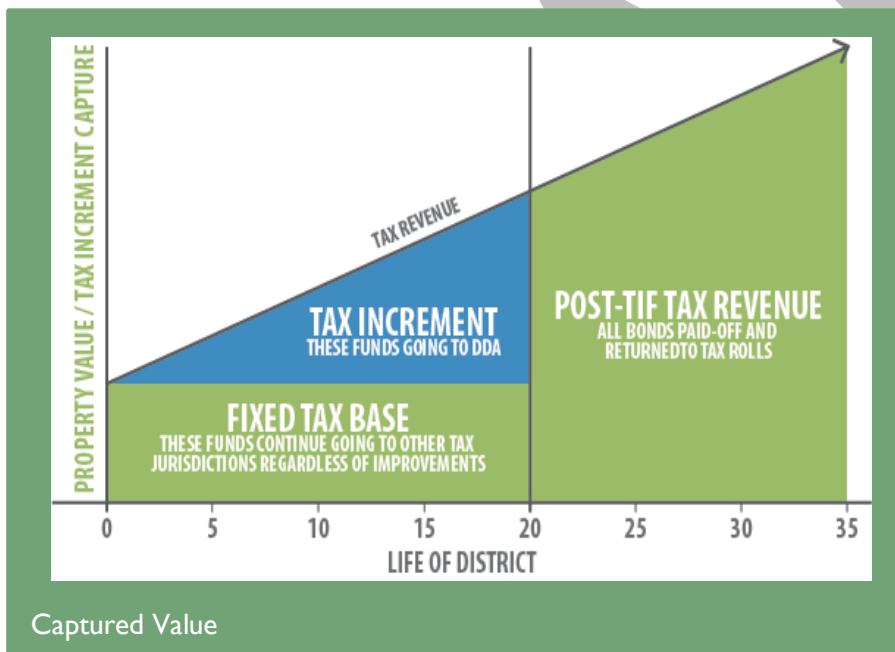 PROPERTY VALUE / TAX INCREMENT CAPTURE
TAX REVENUE
TAX INCREMENT
THESE FUNDS GOING TO DDA
POST-TIF TAX REVENUE
ALL BONDS PAID-OFF AND
RETURNEDTO TAX ROLLS
FIXED TAX BASE
THESE FUNDS CONTINUE GOING TO OTHER TAX
JURISDICTIONS REGARDLESS OF IMPROVEMENTS
0 5 10 15 20 25 30 35
LIFE OF DISTRICT
Captured Value